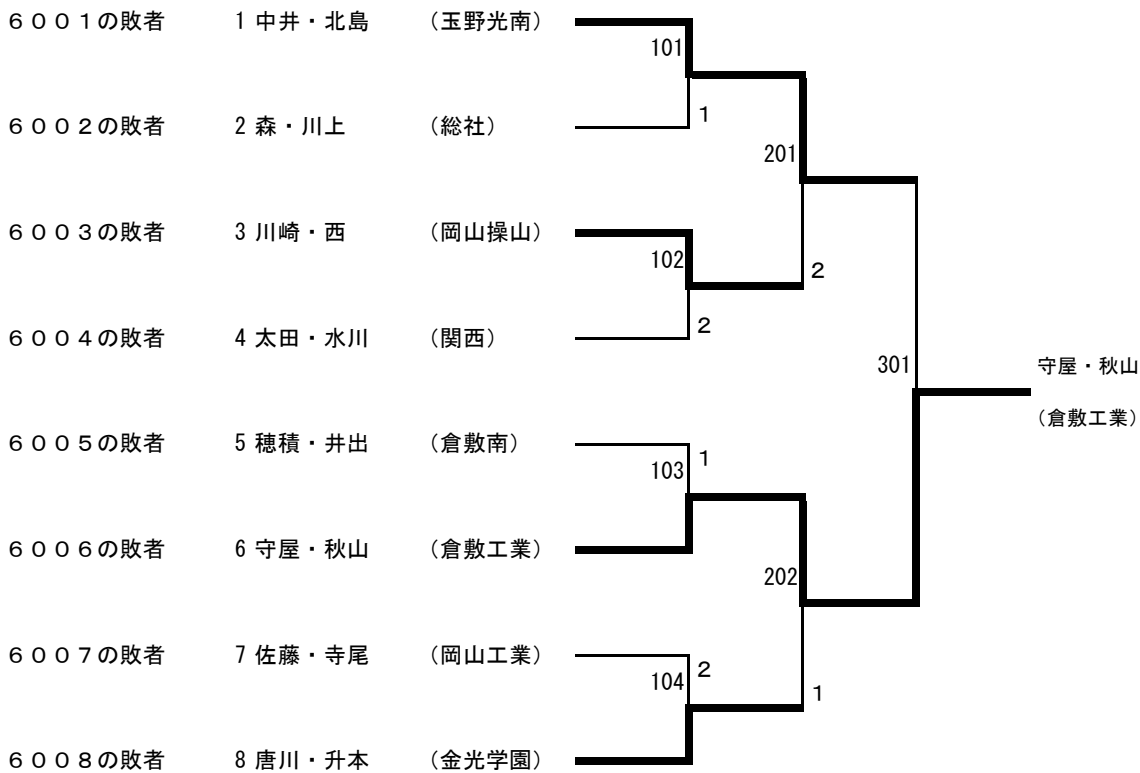 ６００１の敗者 1 中井・北島 （玉野光南）
101
1
６００２の敗者 2 森・川上 （総社）
201
６００３の敗者 3 川崎・西 （岡山操山）
102
2
2
６００４の敗者 4 太田・水川 （関西）
301
守屋・秋山
（倉敷工業）
６００５の敗者 5 穂積・井出 （倉敷南）
1
103
６００６の敗者 6 守屋・秋山 （倉敷工業）
202
６００７の敗者 7 佐藤・寺尾 （岡山工業）
2
104
1
６００８の敗者 8 唐川・升本 （金光学園）